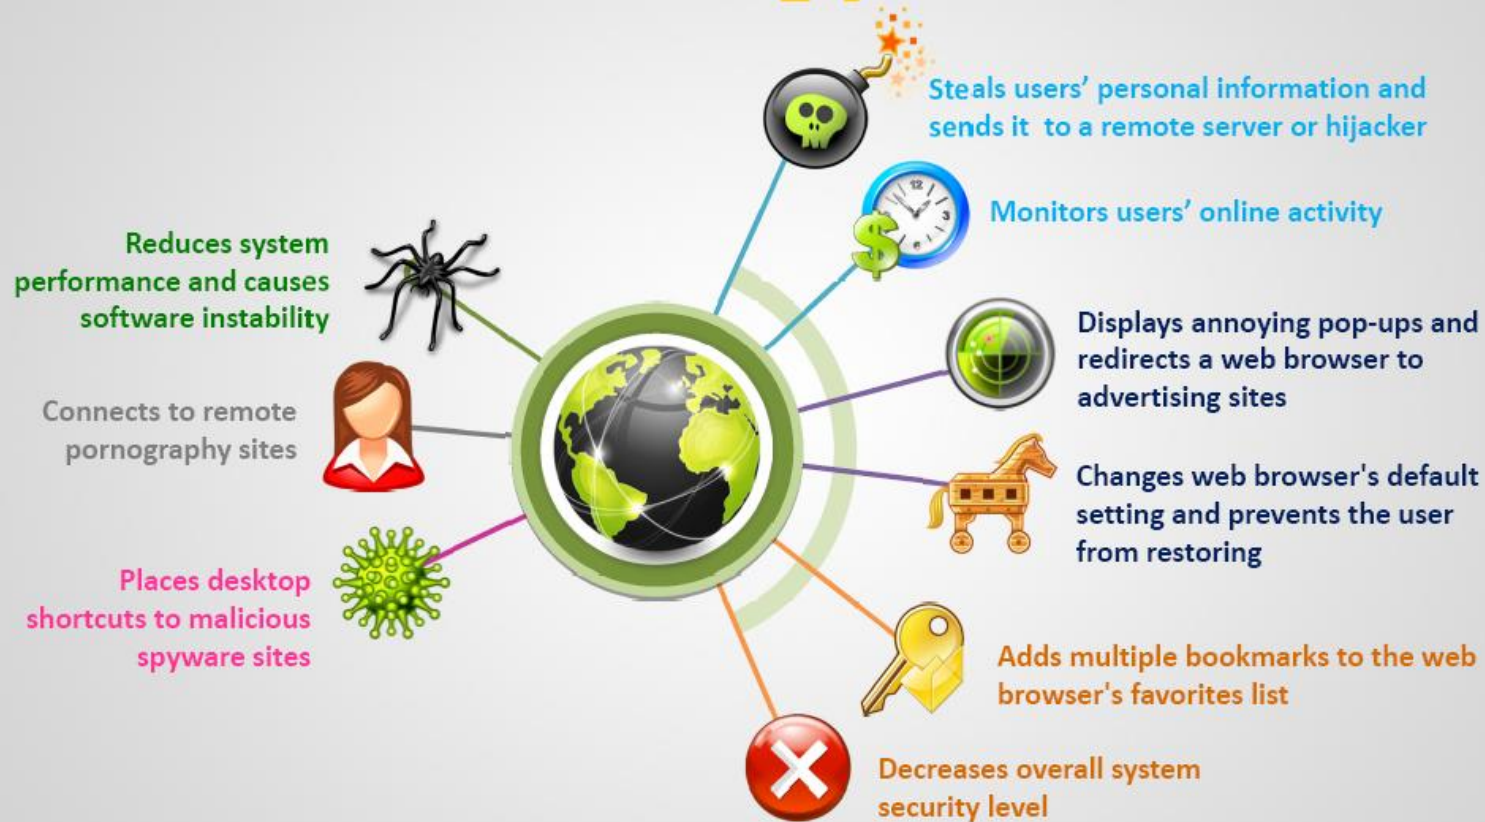 Steals users' personal information and
sends it to a remote server or hijacker
Monitors users' online activity
Displays annoying pop-ups and
redirects a web browser to
advertising sites
Changes web browser's default
setting and prevents the user
from restoring
Adds multiple bookmarks to the web
browser's favorites list
Decreases overall system
security level
Reduces system
performance and causes
software instability
Connects to remote
pornography sites
Places desktop
shortcuts to malicious
spyware sites
12
3
6
$